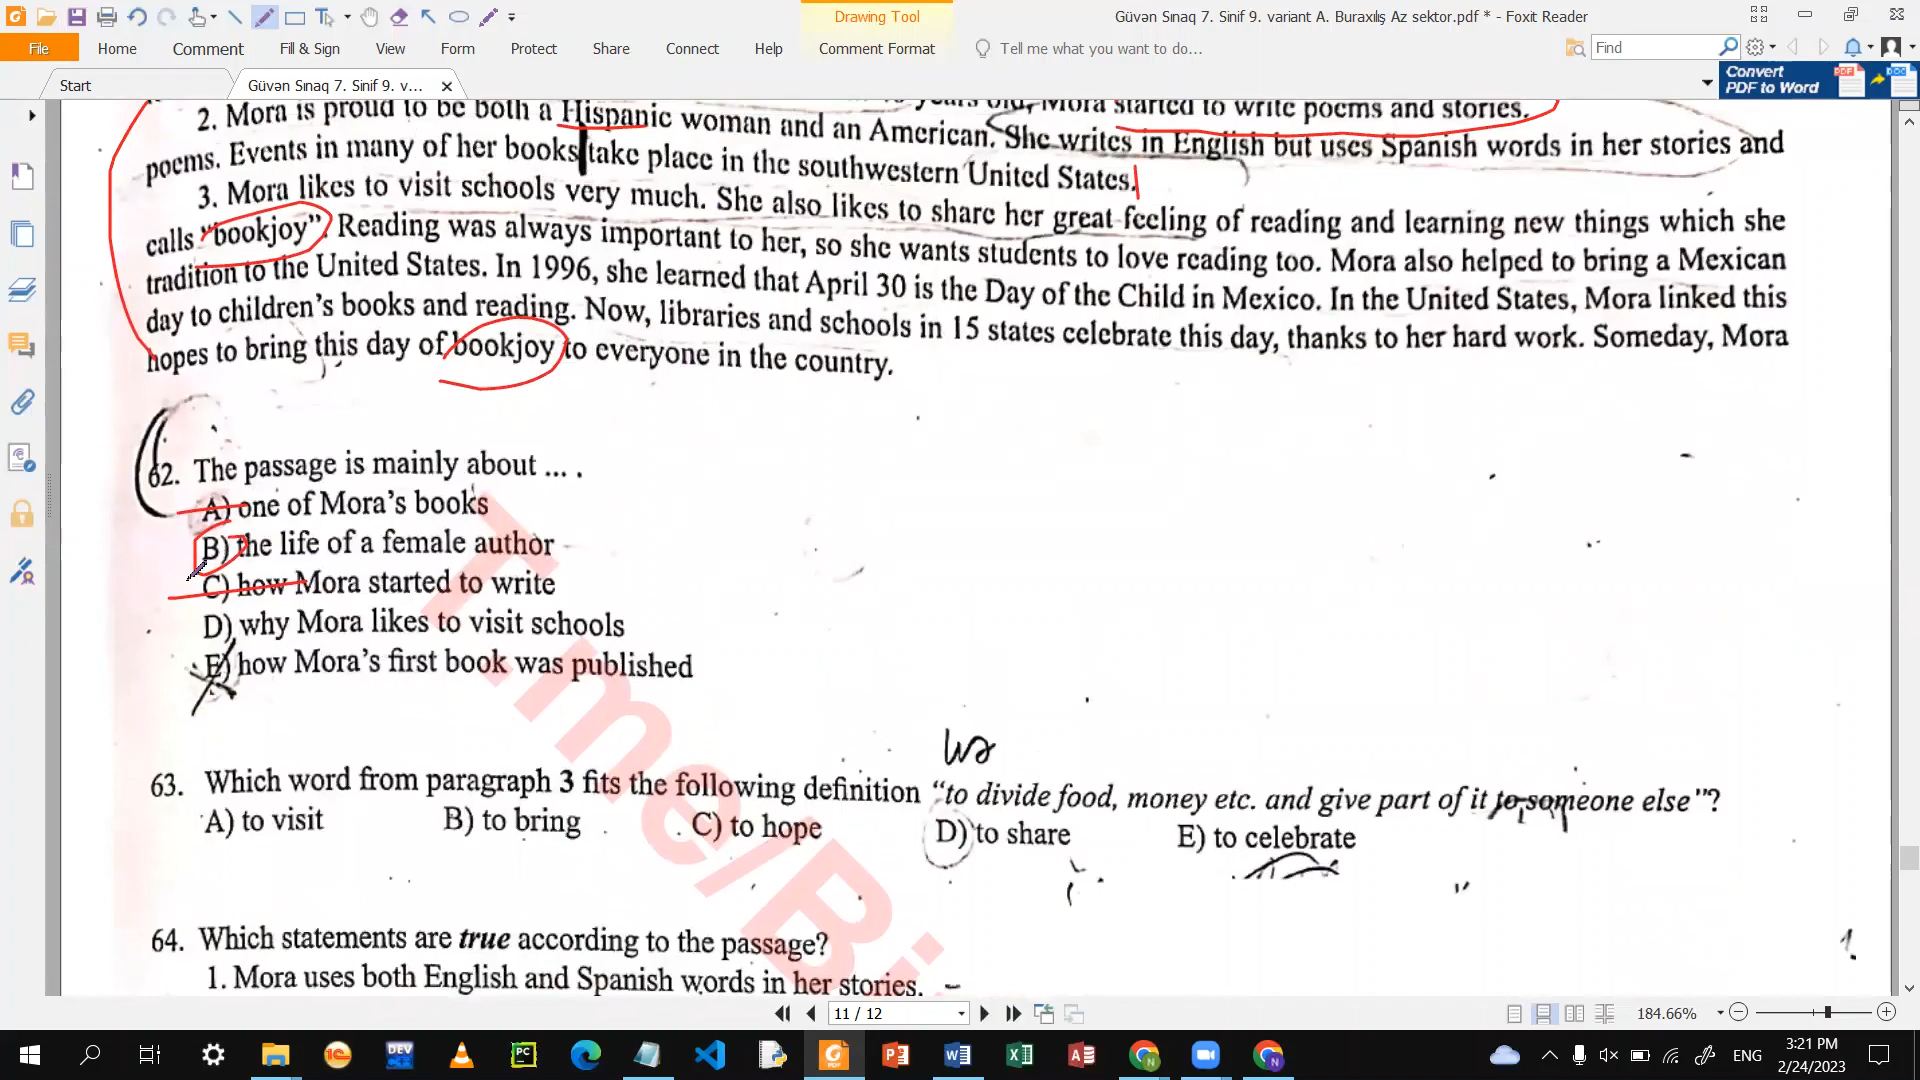 Drawing Tool
Güvən Sınaq 7. Sinif 9. variant A. Buraxılış Az sektor.pdf * - Foxit Reader
File Home Comment Fill & Sign View Form Protect Share Connect Help Comment Format Tell me what you want to do... Find
Start Güvən Sınaq 7. Sinif 9. v...
Convert
PDF to Word
years old, Mora started to write poems and stories.
2. Mora is proud to be both a Hispanic woman and an American. She writes in English but uses Spanish words in her stories and
poems. Events in many of her books take place in the southwestern United States.
3. Mora likes to visit schools very much. She also likes to share her great feeling of reading and learning new things which she
calls "bookjoy". Reading was always important to her, so she wants students to love reading too. Mora also helped to bring a Mexican
tradition to the United States. In 1996, she learned that April 30 is the Day of the Child in Mexico. In the United States, Mora linked this
day to children's books and reading. Now, libraries and schools in 15 states celebrate this day, thanks to her hard work. Someday, Mora
hopes to bring this day of bookjoy to everyone in the country.
62. The passage is mainly about ... .
A) one of Mora's books
B) the life of a female author
C) how Mora started to write
D) why Mora likes to visit schools
E) how Mora's first book was published
63. Which word from paragraph 3 fits the following definition "to divide food, money etc. and give part of it to someone else"?
A) to visit B) to bring C) to hope D) to share E) to celebrate
64. Which statements are true according to the passage?
1. Mora uses both English and Spanish words in her stories.
T.me/Bi
11 / 12
184.66%
ENG
3:21 PM
2/24/2023